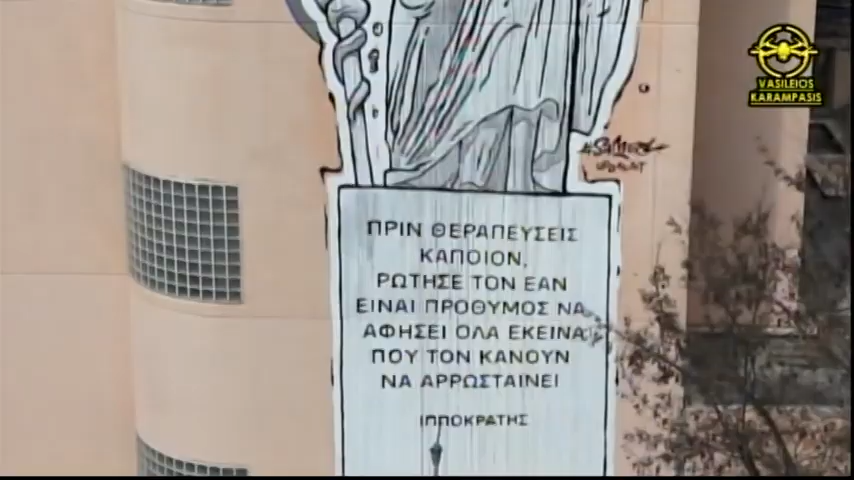 VASILEIOS
KARAMPASIS
ΠΡΙΝ ΘΕΡΑΠΕΥΣΕΙΣ
ΚΑΠΟΙΟΝ,
ΡΩΤΗΣΕ ΤΟΝ ΕΑΝ
ΕΙΝΑΙ ΠΡΟΘΥΜΟΣ ΝΑ
ΑΦΗΣΕΙ ΟΛΑ ΕΚΕΙΝΑ
ΠΟΥ ΤΟΝ ΚΑΝΟΥΝ
ΝΑ ΑΡΡΩΣΤΑΙΝΕΙ
ΙΠΠΟΚΡΑΤΗΣ